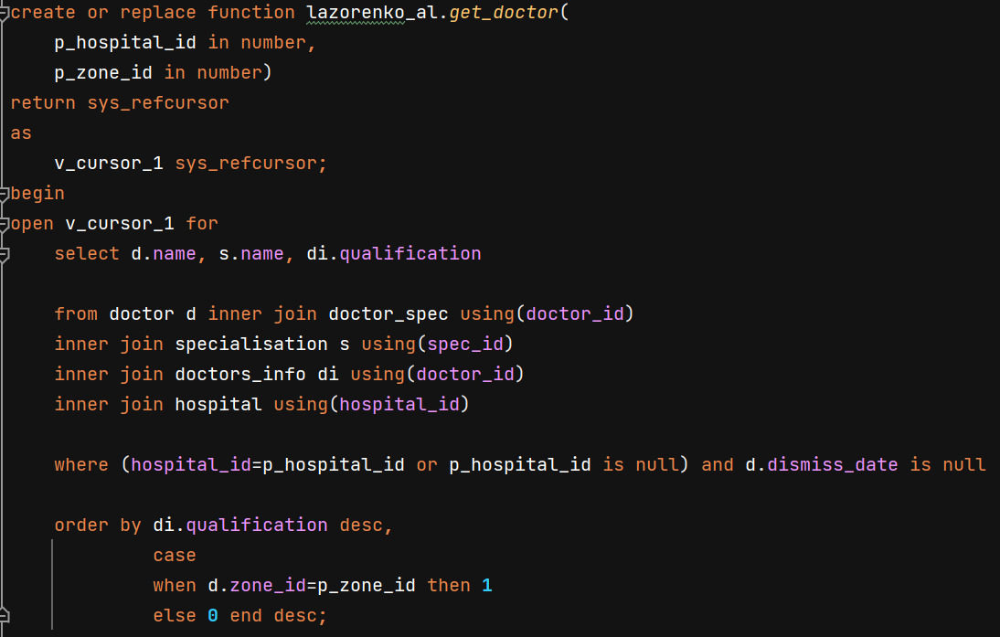 create or replace function lazorenko_al.get_doctor(
    p_hospital_id in number,
    p_zone_id in number)
return sys_refcursor
as
    v_cursor_1 sys_refcursor;
begin
open v_cursor_1 for
    select d.name, s.name, di.qualification
    from doctor d inner join doctor_spec using(doctor_id)
    inner join specialisation s using(spec_id)
    inner join doctors_info di using(doctor_id)
    inner join hospital using(hospital_id)
    where (hospital_id=p_hospital_id or p_hospital_id is null) and d.dismiss_date is null
    order by di.qualification desc,
             case
             when d.zone_id=p_zone_id then 1
             else 0 end desc;